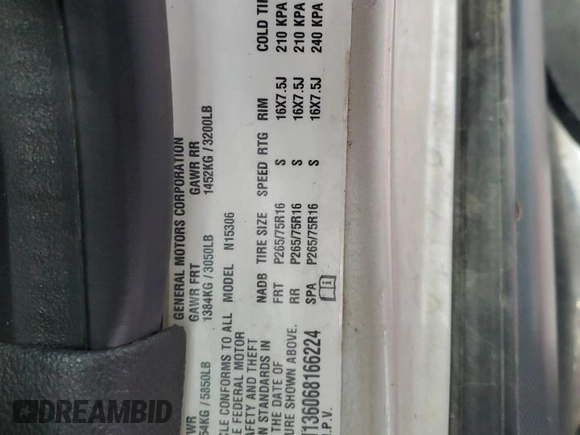 GENERAL MOTORS CORPORATION
GAWR FRT GAWR RR
54KG / 5850LB 1384KG / 3050LB 1452KG / 3200LB
CLE CONFORMS TO ALL MODEL N15306
E FEDERAL MOTOR
SAFETY AND THEFT
N STANDARDS IN
THE DATE OF
URE SHOWN ABOVE.
NADB TIRE SIZE SPEED RTG RIM COLD TI
FRT P265/75R16 S 16X7.5J 210 KPA
RR P265/75R16 S 16X7.5J 210 KPA
SPA P265/75R16 S 16X7.5J 240 KPA
136068166224
.P.V.
DREAMBID